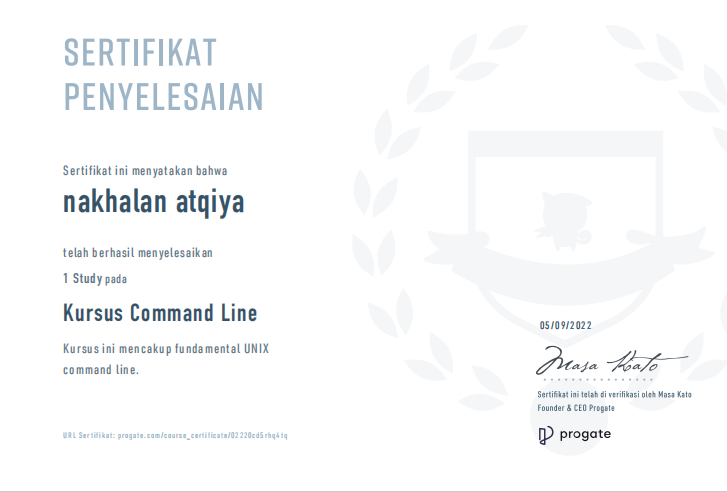 SERTIFIKAT
PENYELESAIAN
Sertifikat ini menyatakan bahwa
nakhalan atqiya
telah berhasil menyelesaikan
1 Study pada
Kursus Command Line
Kursus ini mencakup fundamental UNIX
command line.
05/09/2022
Masa Kato
Sertifikat ini telah di verifikasi oleh Masa Kato
Founder & CEO Progate
progate
URL Sertifikat: progate.com/course_certificate/02220cd5rhq4tq